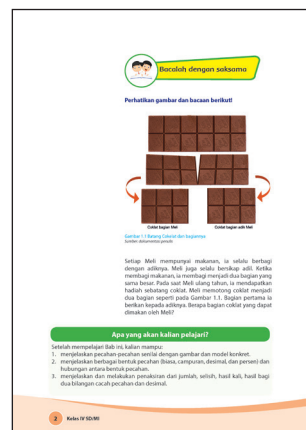 Bacalah dengan saksama
Perhatikan gambar dan bacaan berikut!
Coklat bagian Meli
Coklat bagian adik Meli
Gambar 1.1 Batang Cokelat dan bagiannya
Sumber: dokumentasi penulis
Setiap Meli mempunyai makanan, ia selalu berbagi
dengan adiknya. Meli juga selalu bersikap adil. Ketika
membagi makanan, ia membagi menjadi dua bagian yang
sama besar. Pada saat Meli ulang tahun, ia mendapatkan
hadiah sebatang coklat. Meli memotong coklat menjadi
dua bagian seperti pada Gambar 1.1. Bagian pertama ia
berikan kepada adiknya. Berapa bagian coklat yang dapat
dimakan oleh Meli?
Apa yang akan kalian pelajari?
Setelah mempelajari Bab ini, kalian mampu:
1. menjelaskan pecahan-pecahan senilai dengan gambar dan model konkret.
2. menjelaskan berbagai bentuk pecahan (biasa, campuran, desimal, dan persen) dan
hubungan antara bentuk pecahan.
3. menjelaskan dan melakukan penaksiran dari jumlah, selisih, hasil kali, hasil bagi
dua bilangan cacah pecahan dan desimal.
2 Kelas IV SD/MI